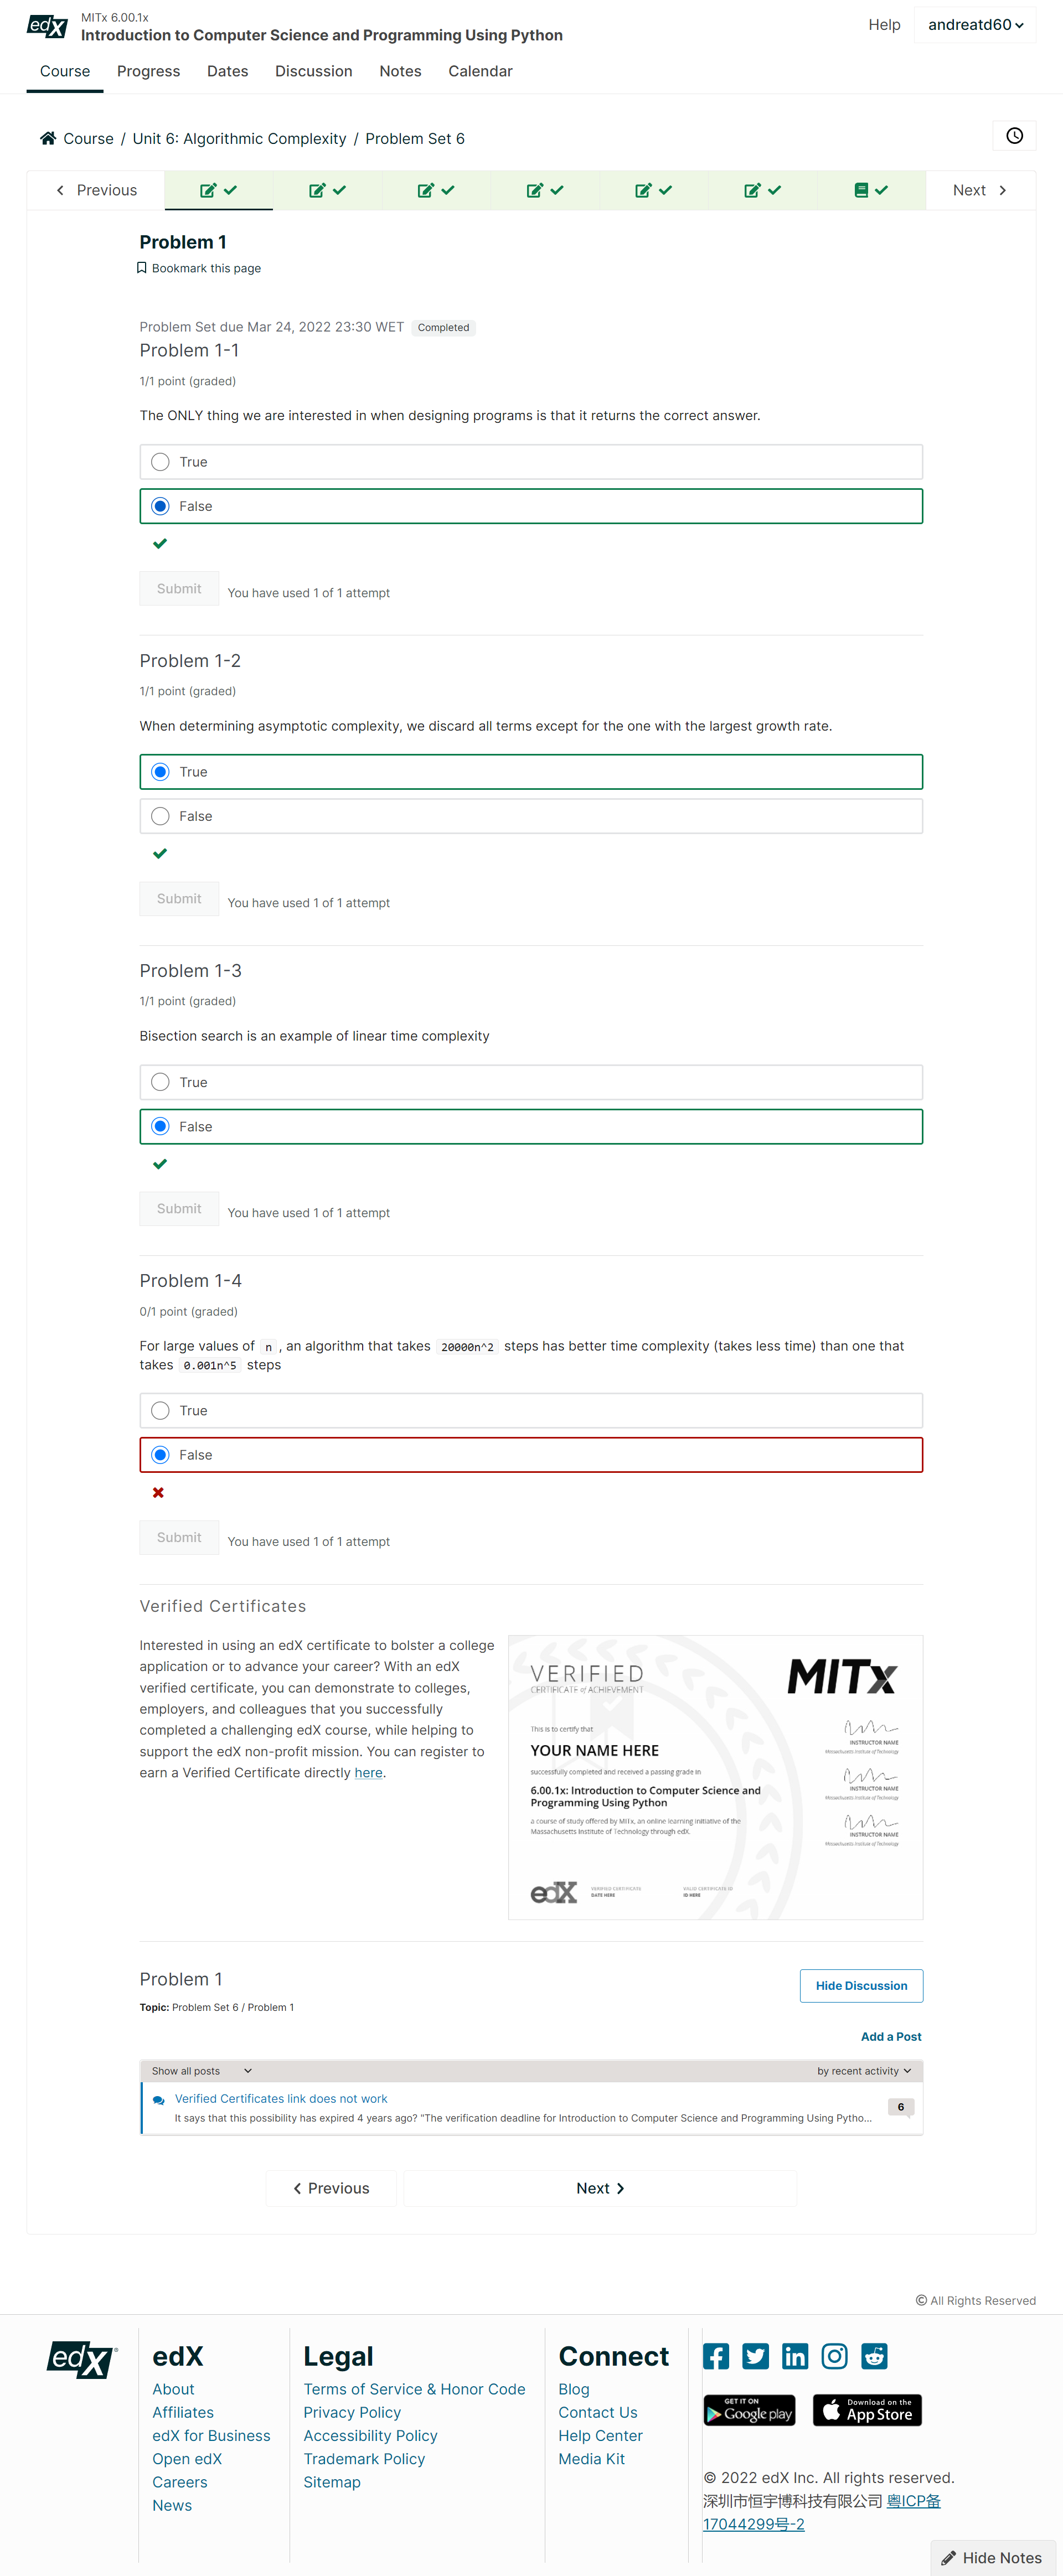 edX
MITx 6.00.1x
Introduction to Computer Science and Programming Using Python
Help
andreatd60
Course
Progress
Dates
Discussion
Notes
Calendar
Course / Unit 6: Algorithmic Complexity / Problem Set 6
Previous
Next
Problem 1
Bookmark this page
Problem Set due Mar 24, 2022 23:30 WET Completed
Problem 1-1
1/1 point (graded)
The ONLY thing we are interested in when designing programs is that it returns the correct answer.
True
False
Submit
You have used 1 of 1 attempt
Problem 1-2
1/1 point (graded)
When determining asymptotic complexity, we discard all terms except for the one with the largest growth rate.
True
False
Submit
You have used 1 of 1 attempt
Problem 1-3
1/1 point (graded)
Bisection search is an example of linear time complexity
True
False
Submit
You have used 1 of 1 attempt
Problem 1-4
0/1 point (graded)
For large values of n , an algorithm that takes 20000n^2 steps has better time complexity (takes less time) than one that
takes 0.001n^5 steps
True
False
Submit
You have used 1 of 1 attempt
Verified Certificates
Interested in using an edX certificate to bolster a college
application or to advance your career? With an edX
verified certificate, you can demonstrate to colleges,
employers, and colleagues that you successfully
completed a challenging edX course, while helping to
support the edX non-profit mission. You can register to
earn a Verified Certificate directly here.
VERIFIED
CERTIFICATE of ACHIEVEMENT
MITx
This is to certify that
YOUR NAME HERE
successfully completed and received a passing grade in
6.00.1x: Introduction to Computer Science and
Programming Using Python
a course of study offered by MITx, an online learning initiative of the
Massachusetts Institute of Technology through edX.
INSTRUCTOR NAME
Massachusetts Institute of Technology
INSTRUCTOR NAME
Massachusetts Institute of Technology
INSTRUCTOR NAME
Massachusetts Institute of Technology
edX
VERIFIED CERTIFICATE
DATE HERE
VALID CERTIFICATE ID
ID HERE
Problem 1
Hide Discussion
Topic: Problem Set 6 / Problem 1
Add a Post
Show all posts
by recent activity
Verified Certificates link does not work
It says that this possibility has expired 4 years ago? "The verification deadline for Introduction to Computer Science and Programming Using Pytho...
6
Previous
Next
© All Rights Reserved
edX
edX
About
Affiliates
edX for Business
Open edX
Careers
News
Legal
Terms of Service & Honor Code
Privacy Policy
Accessibility Policy
Trademark Policy
Sitemap
Connect
Blog
Contact Us
Help Center
Media Kit
GET IT ON
Google play
Download on the
App Store
© 2022 edX Inc. All rights reserved.
深圳市恒宇博科技有限公司 粤ICP备
17044299号-2
Hide Notes